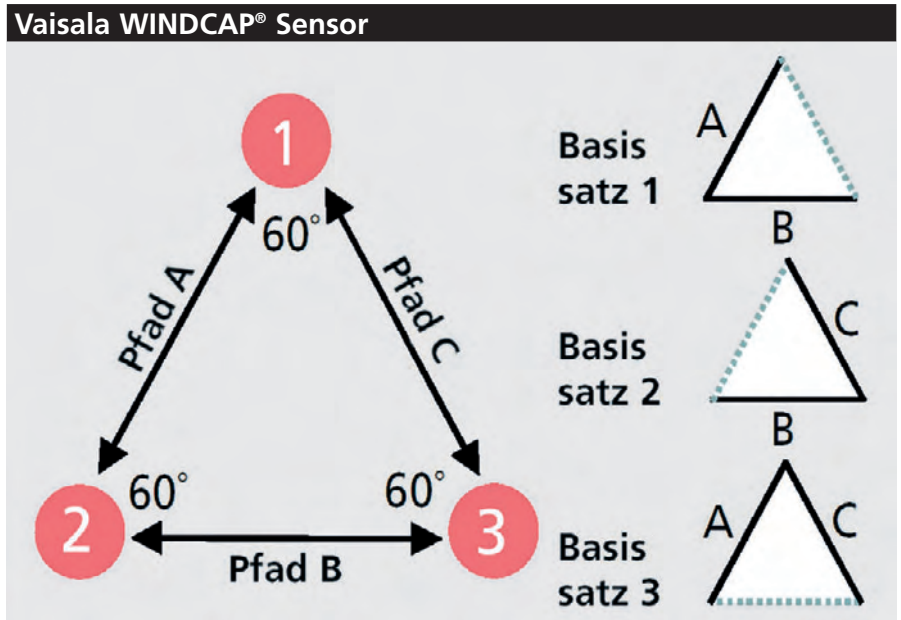 Vaisala WINDCAP® Sensor
1
60°
Pfad A
Pfad C
2
60°
60°
3
Pfad B
Basis
satz 1
A
B
Basis
satz 2
C
B
Basis
satz 3
A
C